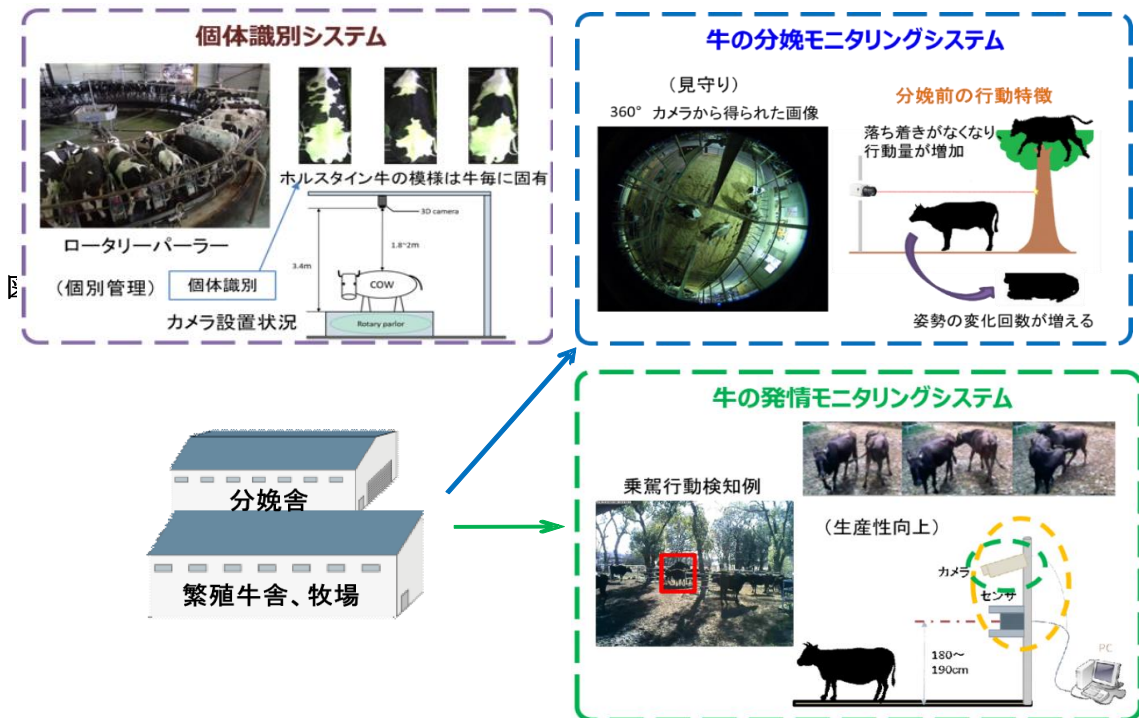 個体識別システム
ホルスタイン牛の模様は牛毎に固有
ロータリーパーラー
(個別管理)
個体識別
カメラ設置状況
3D camera
1.8~2m
3.4m
COW
Rotary parlor
牛の分娩モニタリングシステム
(見守り)
360° カメラから得られた画像
分娩前の行動特徴
落ち着きがなくなり、
行動量が増加
姿勢の変化回数が増える
分娩舎
繁殖牛舎、牧場
牛の発情モニタリングシステム
乗駕行動検知例
(生産性向上)
カメラ
センサ
180~
190cm
PC